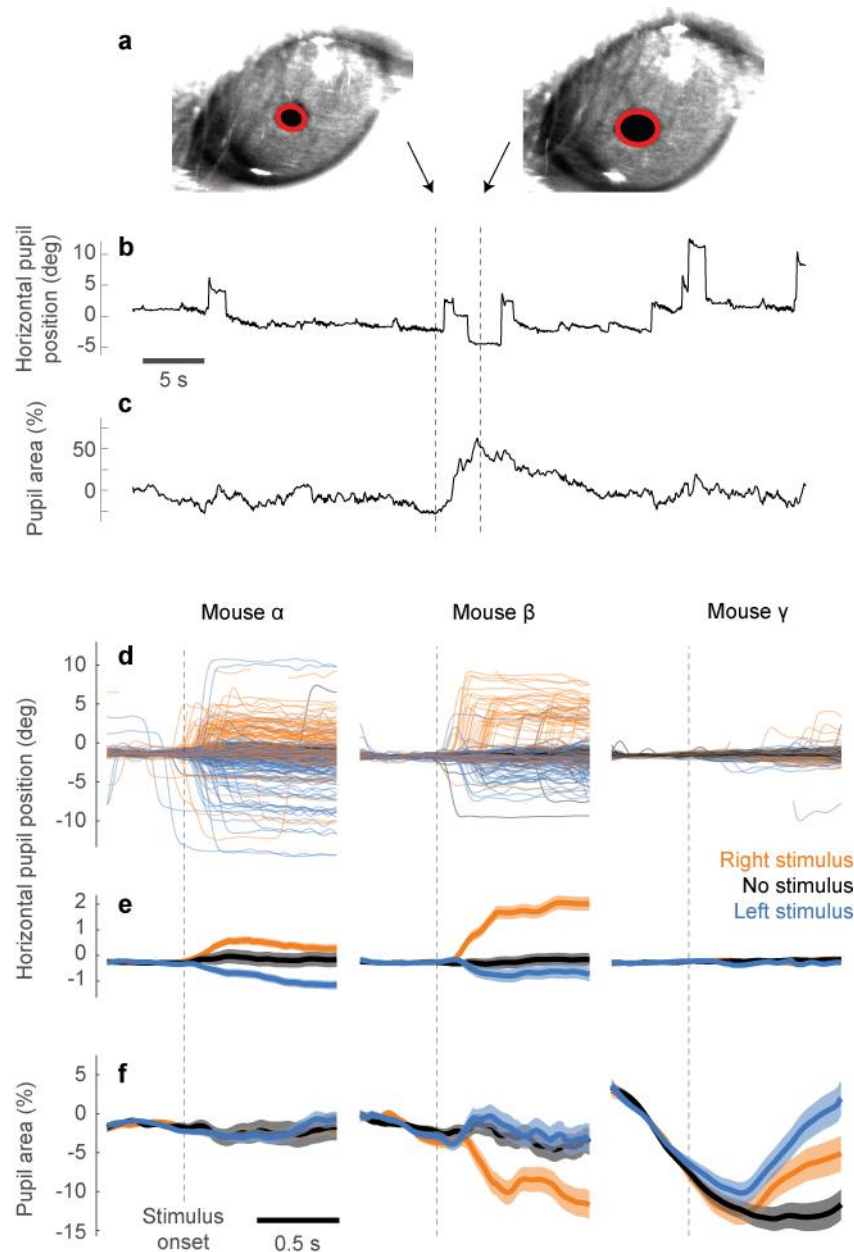 a
b
Horizontal pupil
position (deg)
10
5
0
-5
5 s
c
Pupil area (%)
50
0
Mouse α
Mouse β
Mouse γ
d
Horizontal pupil position (deg)
10
5
0
-5
-10
Right stimulus
No stimulus
Left stimulus
e
2
1
0
-1
f
Pupil area (%)
5
0
-5
-10
-15
Stimulus
onset
0.5 s